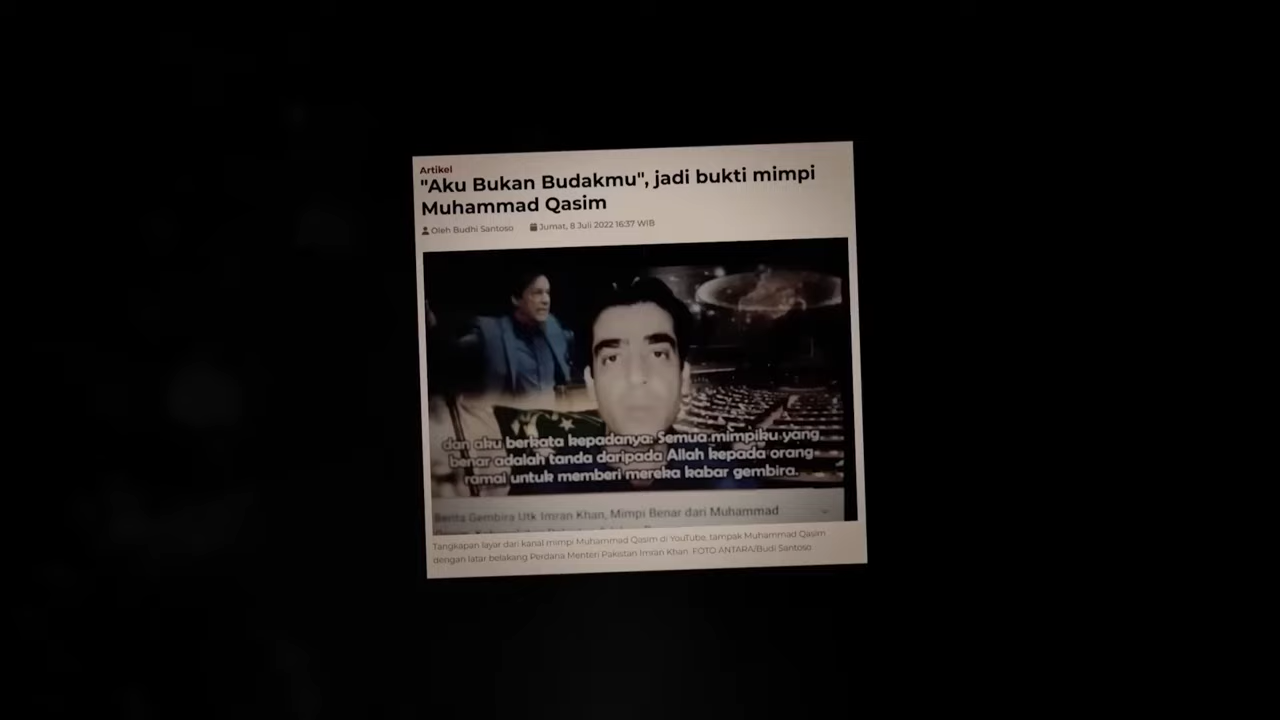 Artikel
"Aku Bukan Budakmu", jadi bukti mimpi
Muhammad Qasim
Oleh Budhi Santoso Jumat, 8 Juli 2022 16:37 WIB
dan aku berkata kepadanya: Semua mimpiku yang
benar adalah tanda daripada Allah kepada orang
ramai untuk memberi mereka kabar gembira.
Berita Gembira Utk Imran Khan, Mimpi Benar dari Muhammad
Tangkapan layar dari kanal mimpi Muhammad Qasim di YouTube, tampak Muhammad Qasim
dengan latar belakang Perdana Menteri Pakistan Imran Khan. FOTO ANTARA/Budi Santoso